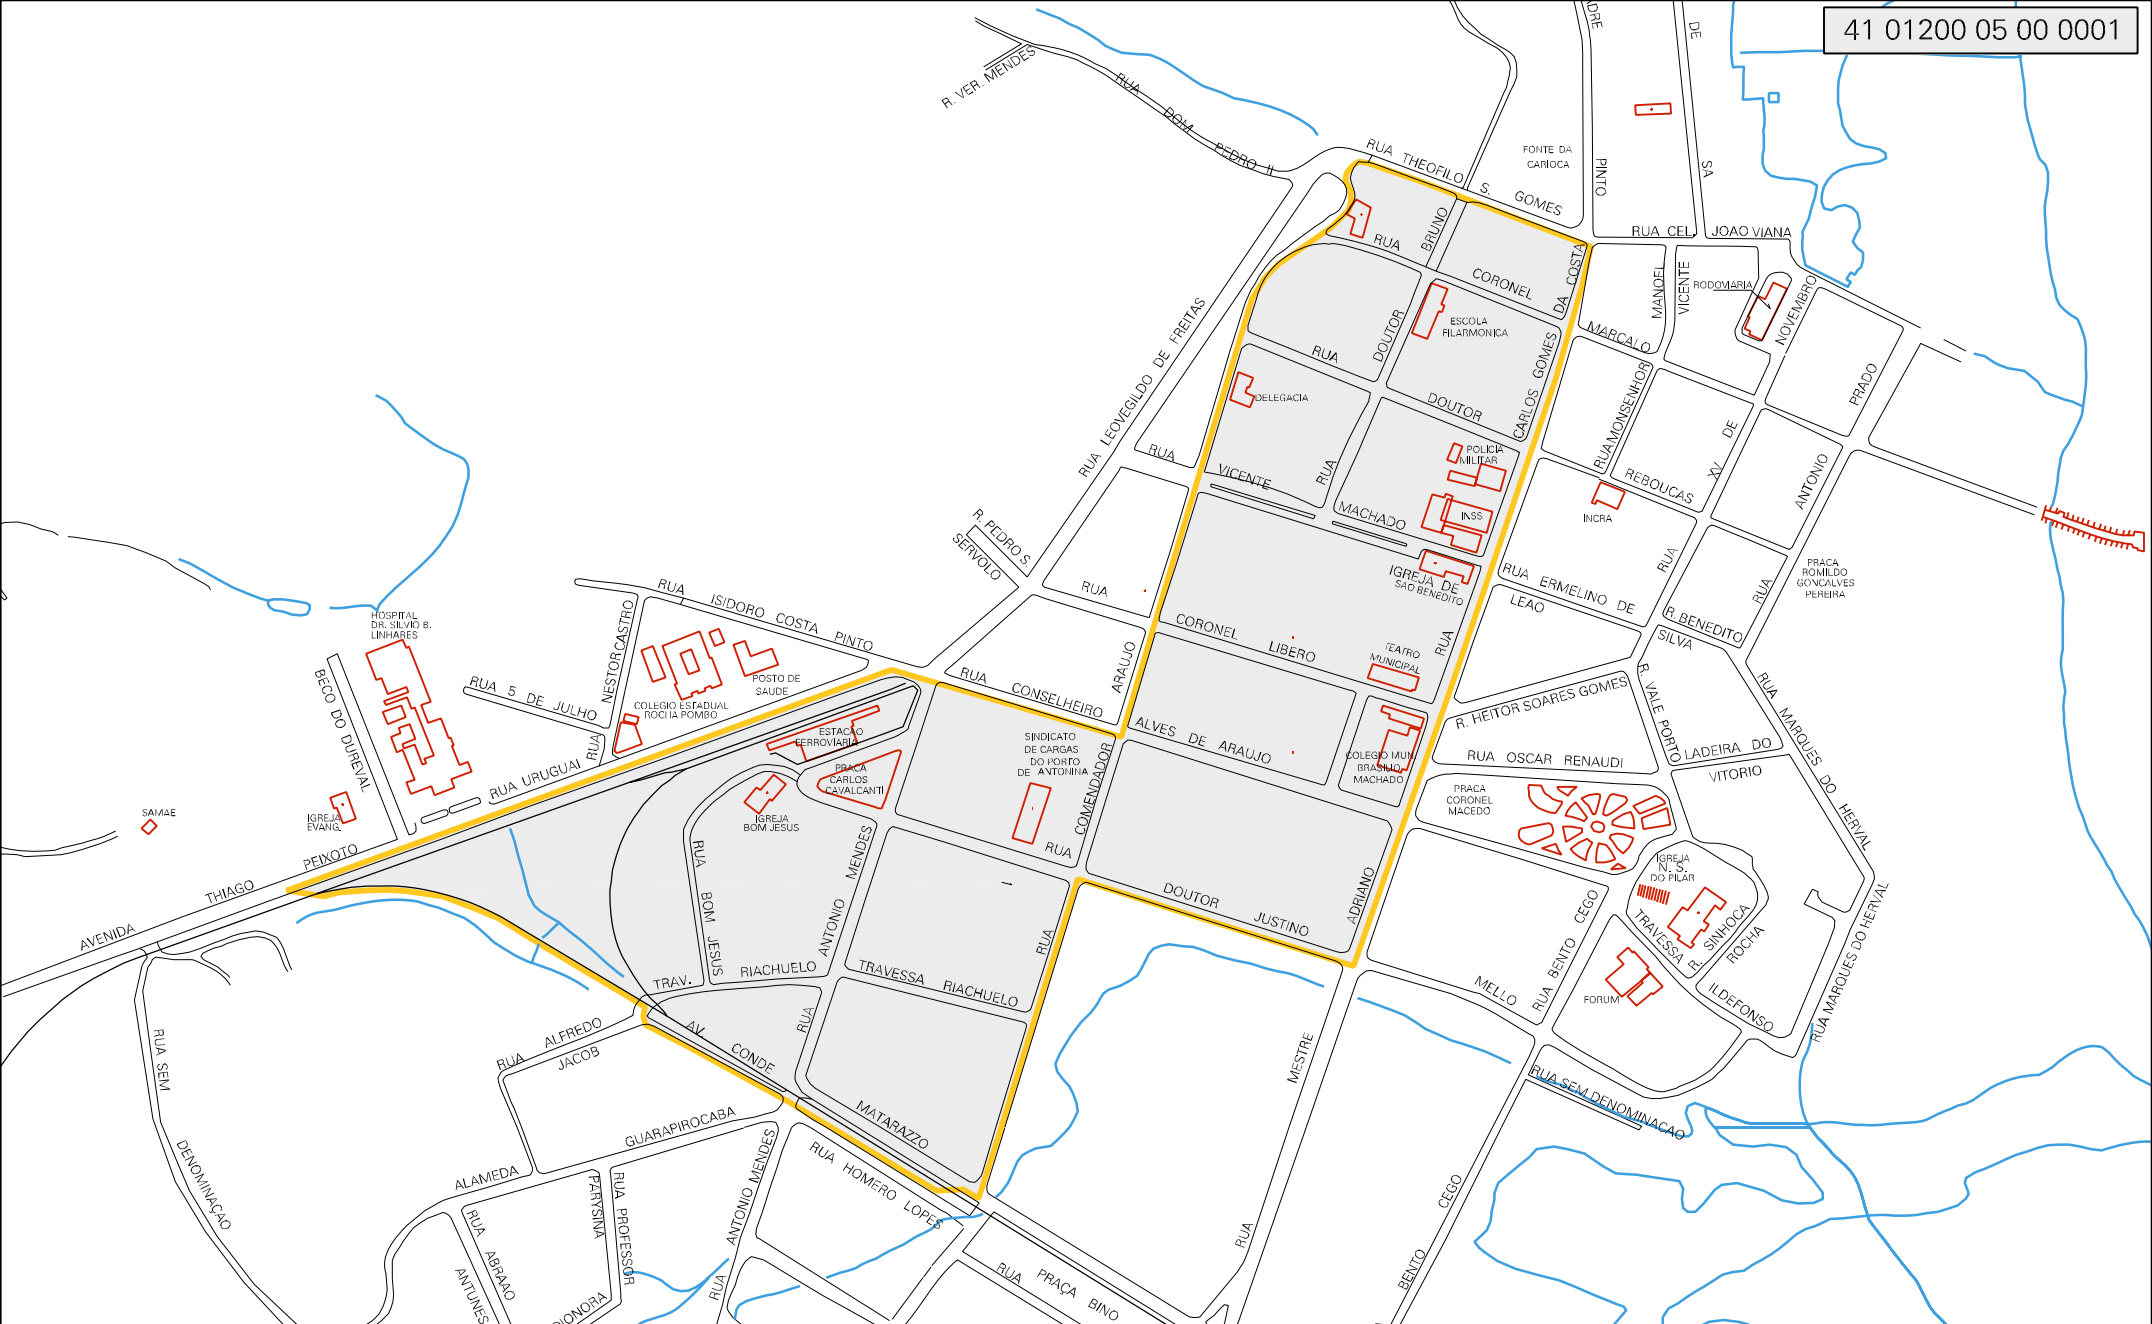 41 01200 05 00 0001
R. VER. MENDES
RUA DOM PEDRO II
RUA THEOFILO S. GOMES
FONTE DA
CARIOCA
PINTO
DE
SA
RUA CEL. JOAO VIANA
MANOEL
VICENTE
RODOVIARIA
NOVEMBRO
RUA BRUNO
CORONEL
DA COSTA
MARCALO
ESCOLA
FILARMONICA
DOUTOR
RUA
GOMES
PRADO
RUA LEOVEGILDO DE FREITAS
DELEGACIA
DOUTOR
CARLOS
RUA MONSENHOR
XV DE
RUA
VICENTE
RUA
POLICIA
MILITAR
REBOUCAS
ANTONIO
MACHADO
INSS
INCRA
R. PEDRO S.
SERVOLO
IGREJA DE
SAO BENEDITO
RUA ERMELINO DE
LEAO
RUA
RUA
PRACA
ROMILDO
GONCALVES
PEREIRA
RUA
R. BENEDITO
SILVA
RUA ISIDORO COSTA PINTO
CORONEL LIBERO
RUA
HOSPITAL
DR. SILVIO B.
LINHARES
NESTOR CASTRO
TEATRO
MUNICIPAL
BECO DO DUREVAL
RUA 5 DE JULHO
POSTO DE
SAUDE
COLEGIO ESTADUAL
ROCHA POMBO
ARAUJO
RUA CONSELHEIRO
R. HEITOR SOARES GOMES
R. VALE PORTO
RUA MARQUES DO HERVAL
ALVES DE ARAUJO
ESTACAO
FERROVIARIA
SINDICATO
DE CARGAS
DO PORTO
DE ANTONINA
COLEGIO MUN.
BRASILIO
MACHADO
RUA OSCAR RENAUDI
LADEIRA DO
VITORIO
RUA URUGUAI
RUA
PRACA
CARLOS
CAVALCANTI
COMENDADOR
PRACA
CORONEL
MACEDO
SAMAE
IGREJA
EVANG.
IGREJA
BOM JESUS
RUA
IGREJA
N. S.
DO PILAR
AVENIDA THIAGO PEIXOTO
RUA BOM JESUS
MENDES
DOUTOR JUSTINO
ADRIANO
CEGO
TRAVESSA
R. SINHOCA
ROCHA
RUA
ANTONIO
TRAV. RIACHUELO
TRAVESSA RIACHUELO
MELLO
RUA BENTO
FORUM
ILDEFONSO
RUA MARQUES DO HERVAL
RUA ALFREDO
JACOB
AV. CONDE
RUA
MATARAZZO
MESTRE
RUA SEM DENOMINACAO
RUA SEM
DENOMINAÇAO
GUARAPIROCABA
ALAMEDA
RUA HOMERO LOPES
ANTONIO MENDES
RUA
RUA PROFESSOR
PARYSINA
RUA ABRAAO
ANTUNES
RUA
CEGO
BENTO
RUA PRAÇA BINO